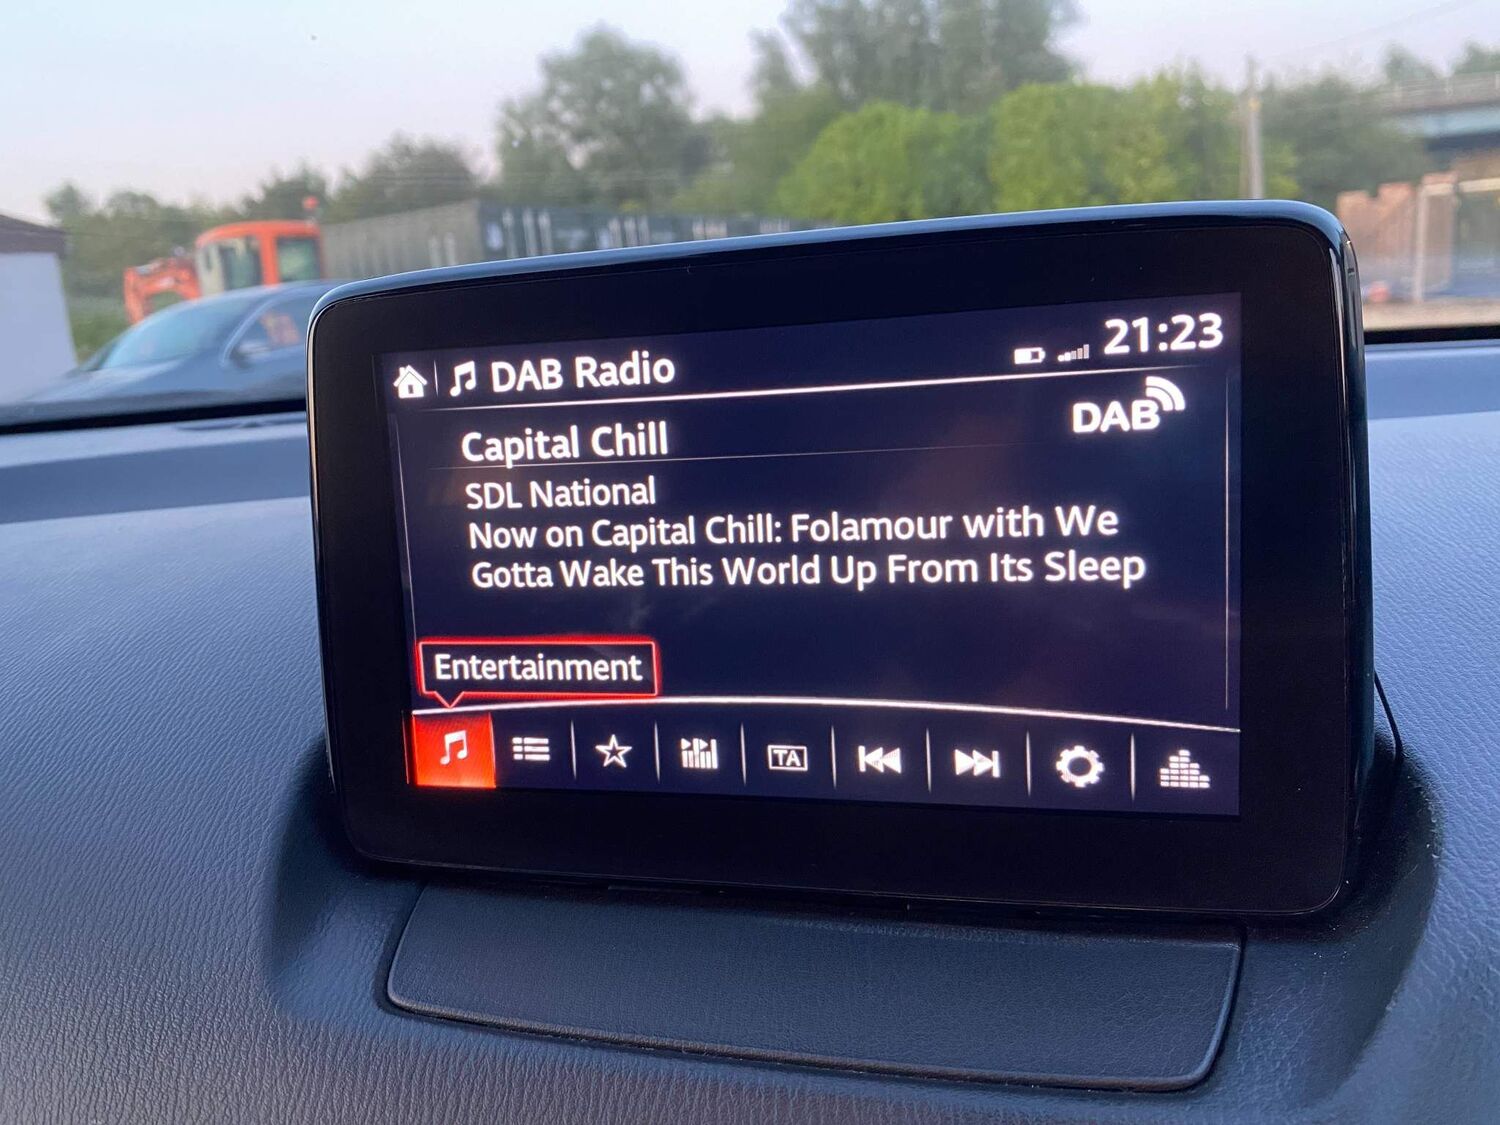 DAB Radio
21:23
DAB
Capital Chill
SDL National
Now on Capital Chill: Folamour with We
Gotta Wake This World Up From Its Sleep
Entertainment
TA